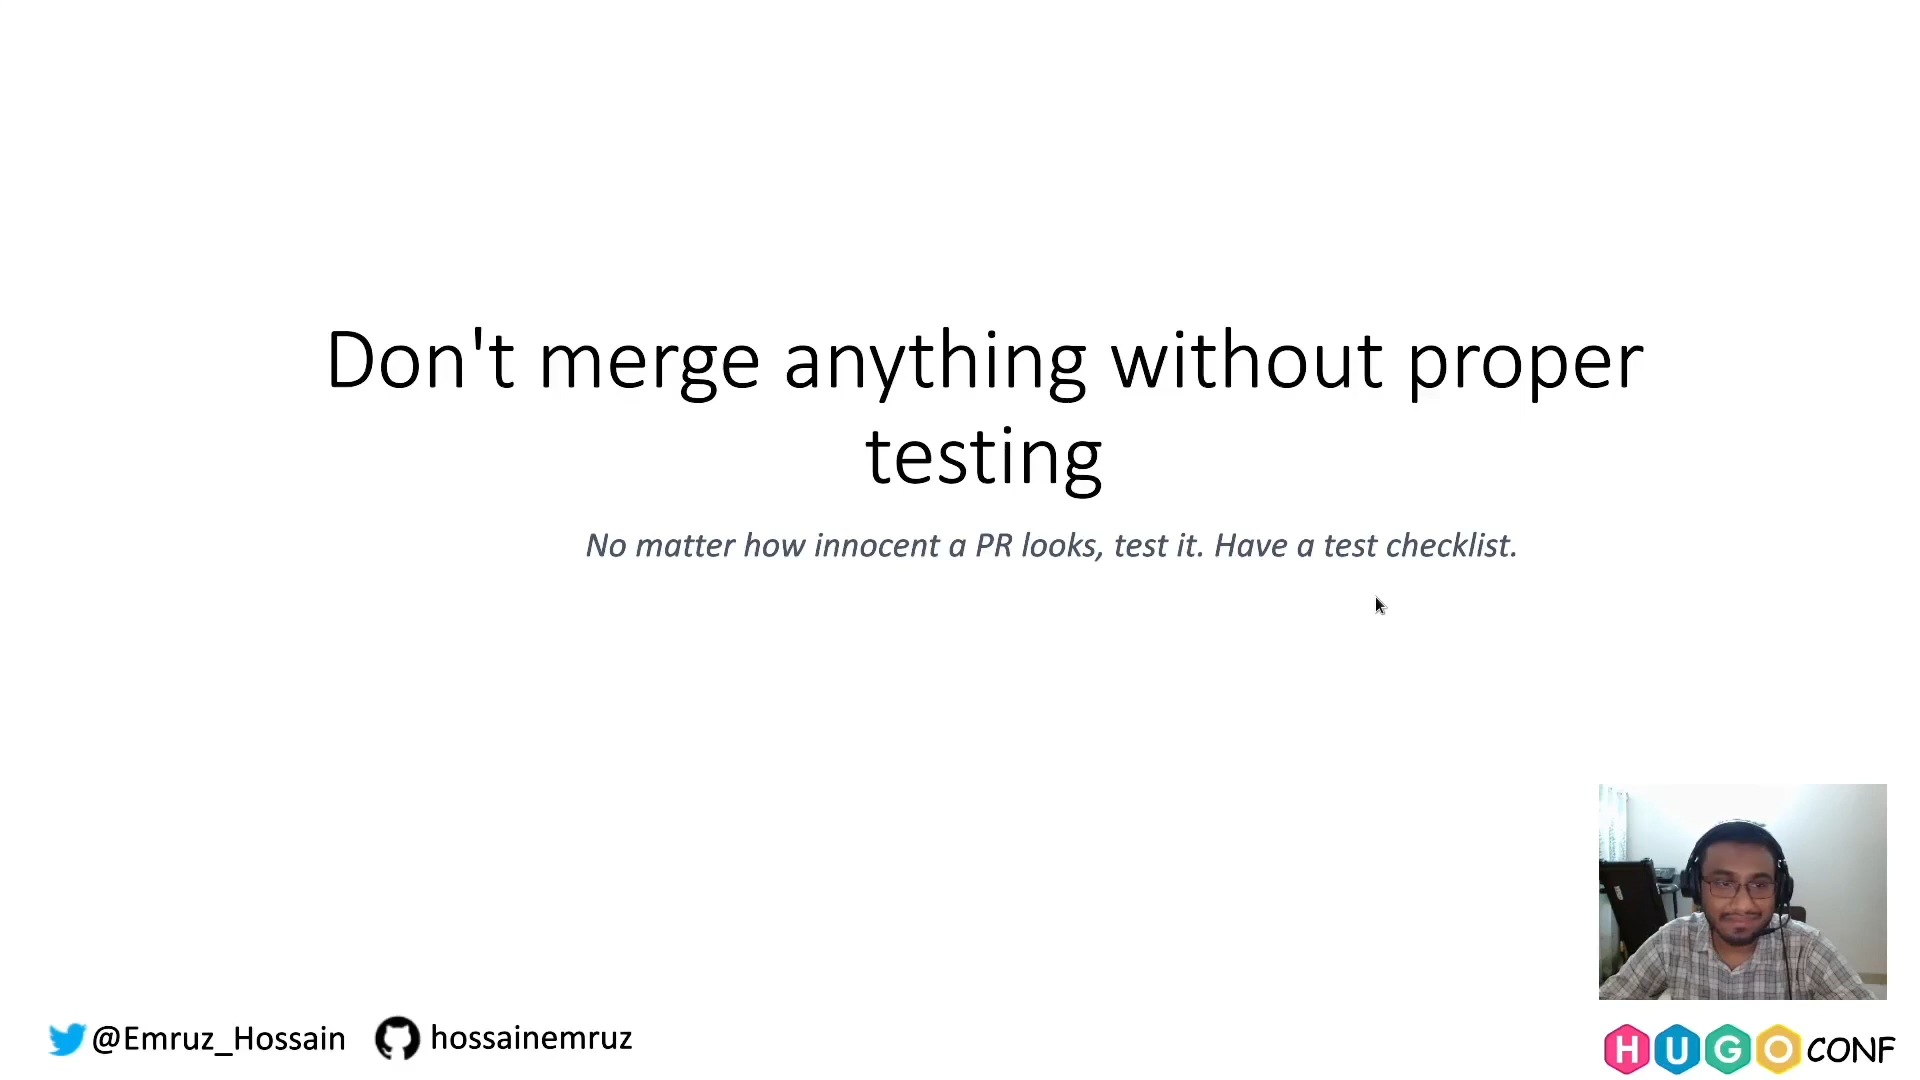 Don't merge anything without proper
testing
No matter how innocent a PR looks, test it. Have a test checklist.
@Emruz_Hossain hossainemruz
HUGO CONF